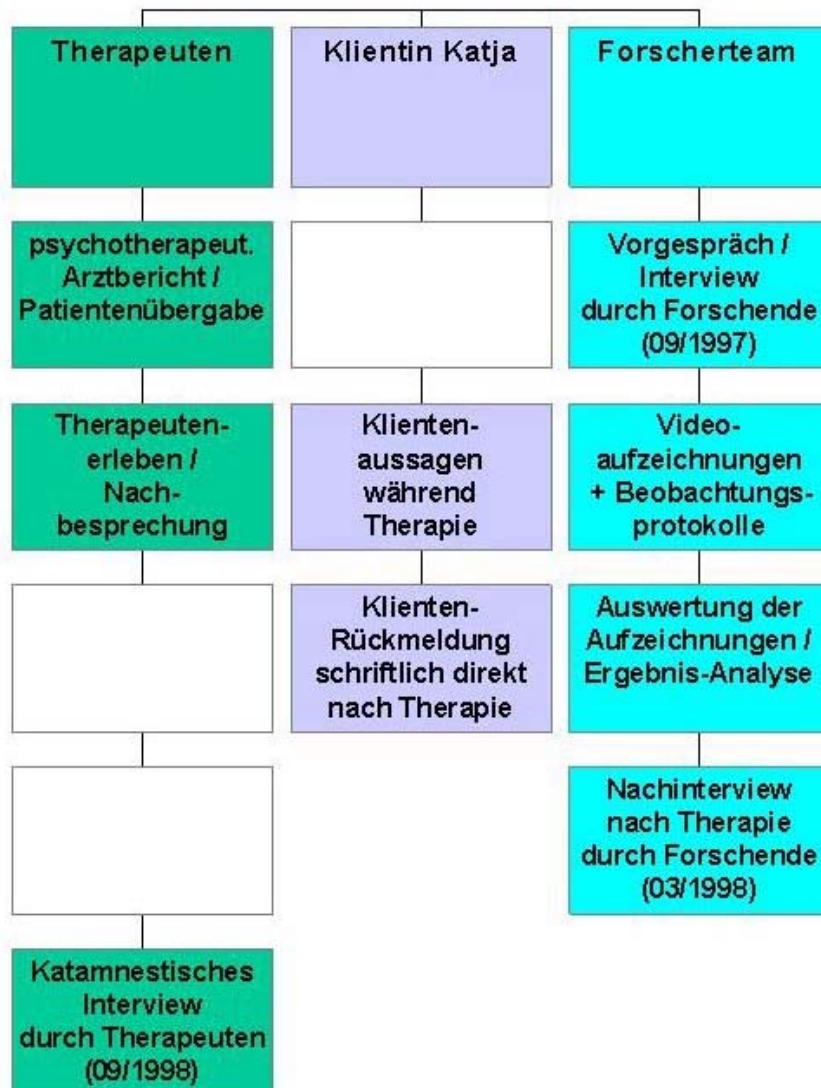 Therapeuten
Klientin Katja
Forscherteam
psychotherapeut.
Arztbericht /
Patientenübergabe
Vorgespräch /
Interview
durch Forschende
(09/1997)
Therapeuten-
erleben /
Nach-
besprechung
Klienten-
aussagen
während
Therapie
Video-
aufzeichnungen
+ Beobachtungs-
protokolle
Klienten-
Rückmeldung
schriftlich direkt
nach Therapie
Auswertung der
Aufzeichnungen /
Ergebnis-Analyse
Nachinterview
nach Therapie
durch Forschende
(03/1998)
Katamnestisches
Interview
durch Therapeuten
(09/1998)